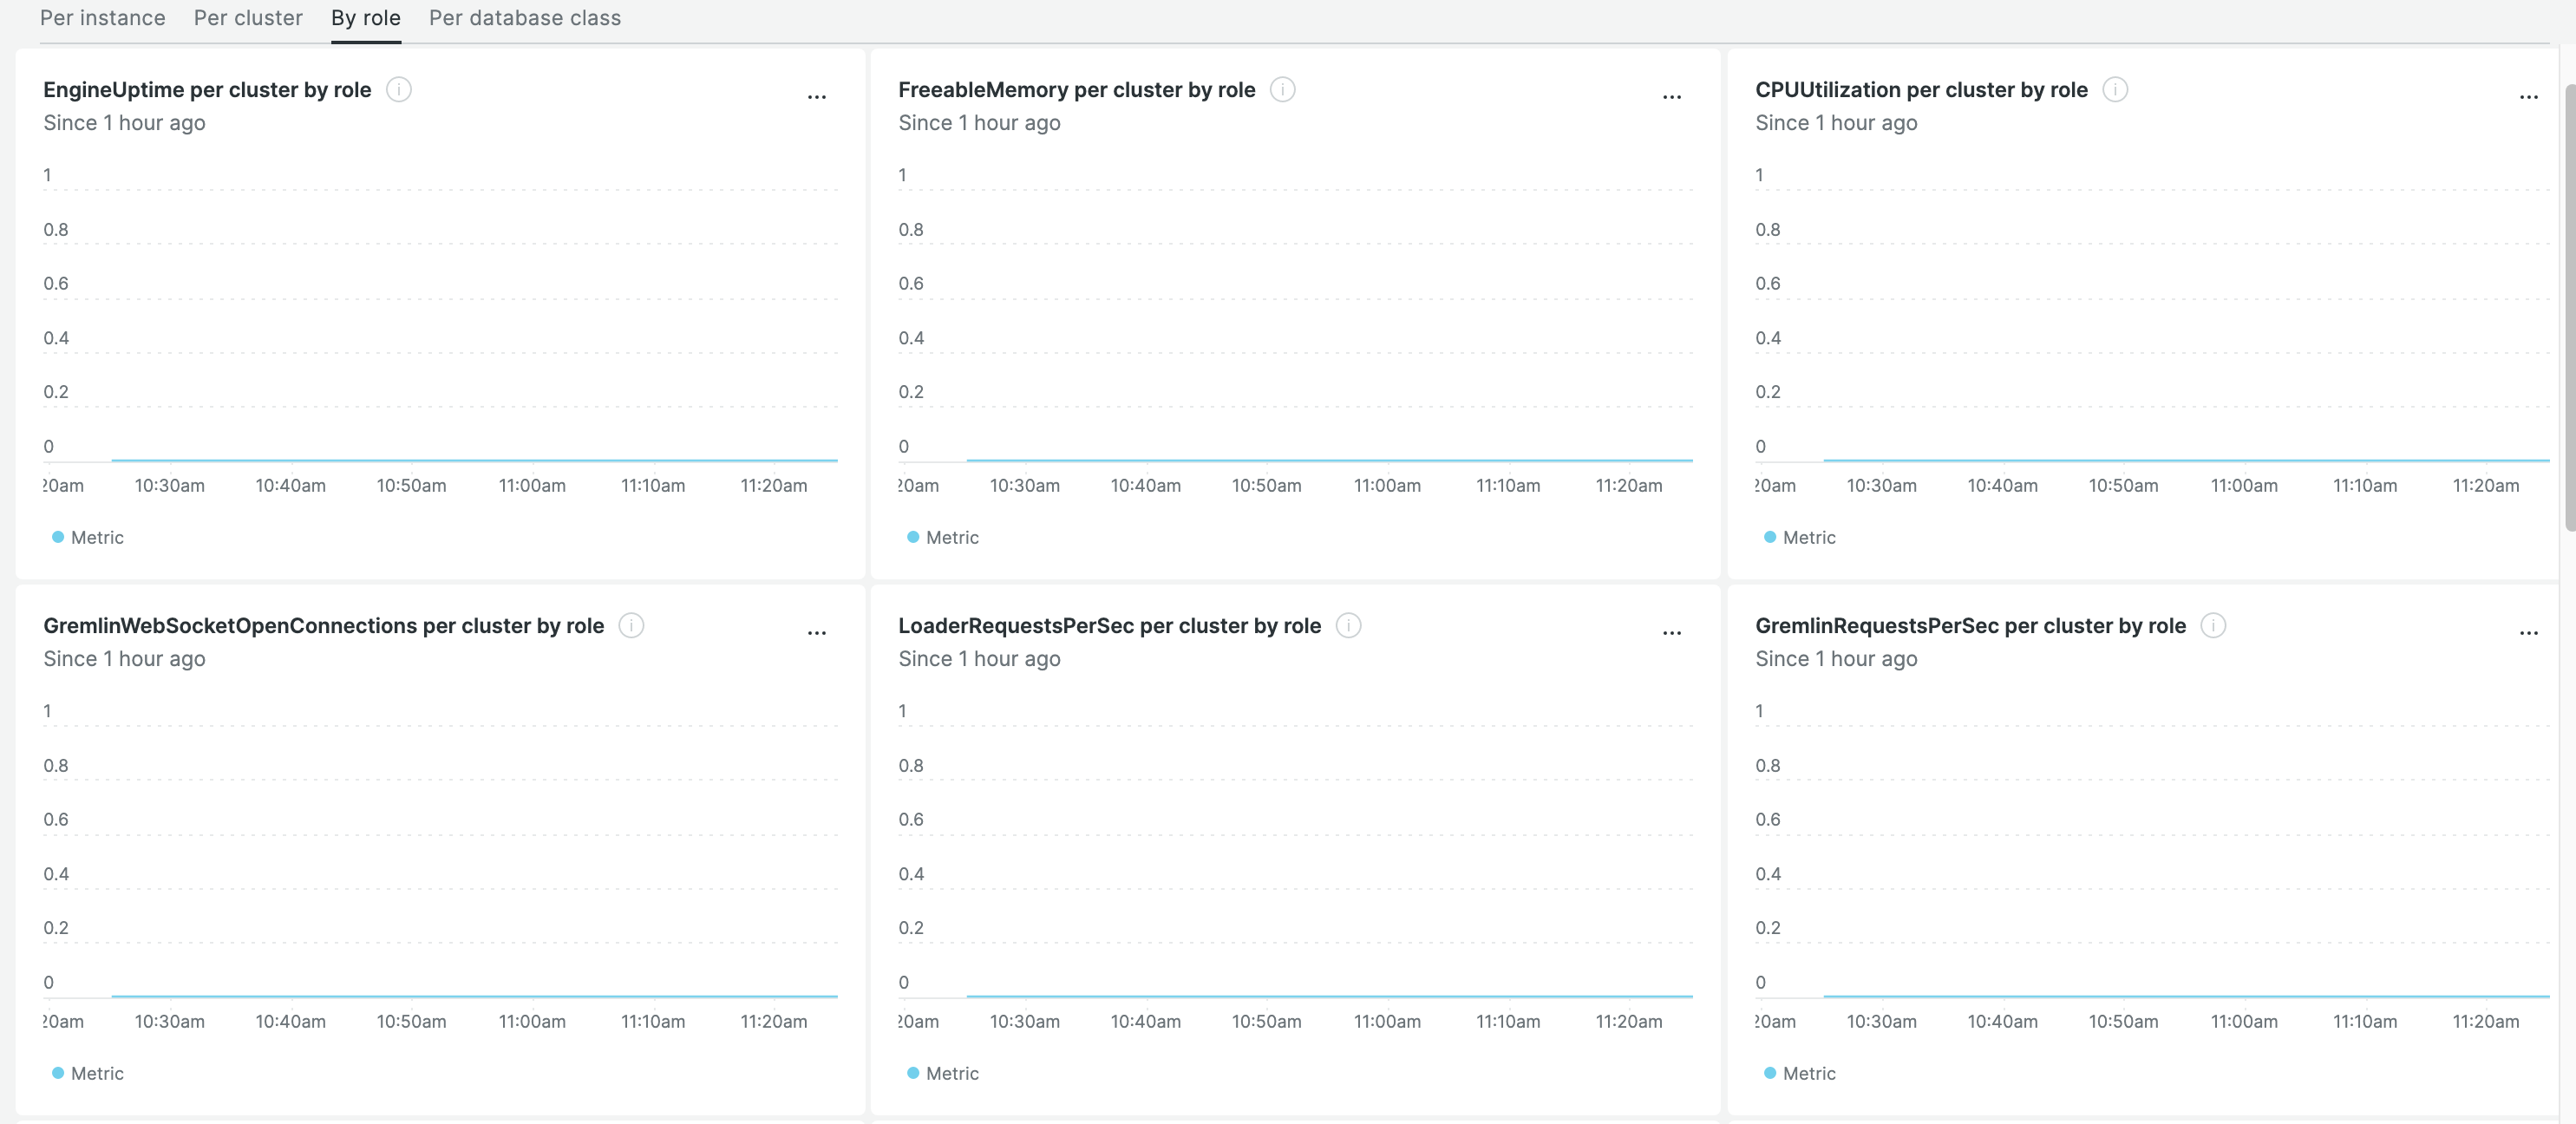 Per instance Per cluster By role Per database class
EngineUptime per cluster by role
Since 1 hour ago
1
0.8
0.6
0.4
0.2
0
20am 10:30am 10:40am 10:50am 11:00am 11:10am 11:20am
Metric
FreeableMemory per cluster by role
Since 1 hour ago
1
0.8
0.6
0.4
0.2
0
20am 10:30am 10:40am 10:50am 11:00am 11:10am 11:20am
Metric
CPUUtilization per cluster by role
Since 1 hour ago
1
0.8
0.6
0.4
0.2
0
20am 10:30am 10:40am 10:50am 11:00am 11:10am 11:20am
Metric
GremlinWebSocketOpenConnections per cluster by role
Since 1 hour ago
1
0.8
0.6
0.4
0.2
0
20am 10:30am 10:40am 10:50am 11:00am 11:10am 11:20am
Metric
LoaderRequestsPerSec per cluster by role
Since 1 hour ago
1
0.8
0.6
0.4
0.2
0
20am 10:30am 10:40am 10:50am 11:00am 11:10am 11:20am
Metric
GremlinRequestsPerSec per cluster by role
Since 1 hour ago
1
0.8
0.6
0.4
0.2
0
20am 10:30am 10:40am 10:50am 11:00am 11:10am 11:20am
Metric